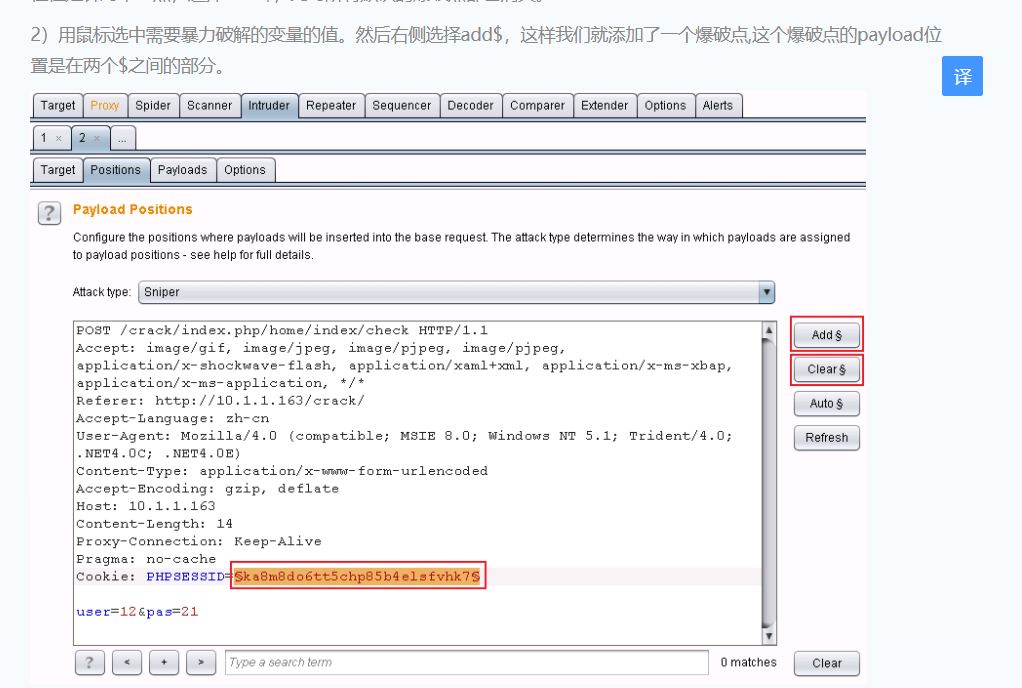 2）用鼠标选中需要暴力破解的变量的值。然后右侧选择add$，这样我们就添加了一个爆破点,这个爆破点的payload位
置是在两个$之间的部分。
译
Target Proxy Spider Scanner Intruder Repeater Sequencer Decoder Comparer Extender Options Alerts
1 × 2 × ...
Target Positions Payloads Options
? Payload Positions
Configure the positions where payloads will be inserted into the base request. The attack type determines the way in which payloads are assigned
to payload positions - see help for full details.
Attack type: Sniper
POST /crack/index.php/home/index/check HTTP/1.1
Accept: image/gif, image/jpeg, image/pjpeg, image/pjpeg,
application/x-shockwave-flash, application/xaml+xml, application/x-ms-xbap,
application/x-ms-application, */*
Referer: http://10.1.1.163/crack/
Accept-Language: zh-cn
User-Agent: Mozilla/4.0 (compatible; MSIE 8.0; Windows NT 5.1; Trident/4.0;
.NET4.0C; .NET4.0E)
Content-Type: application/x-www-form-urlencoded
Accept-Encoding: gzip, deflate
Host: 10.1.1.163
Content-Length: 14
Proxy-Connection: Keep-Alive
Pragma: no-cache
Cookie: PHPSESSID=§ka8m8do6tt5chp85b4elsfvhk7§
user=12&pas=21
Add §
Clear §
Auto §
Refresh
? < + > Type a search term 0 matches Clear